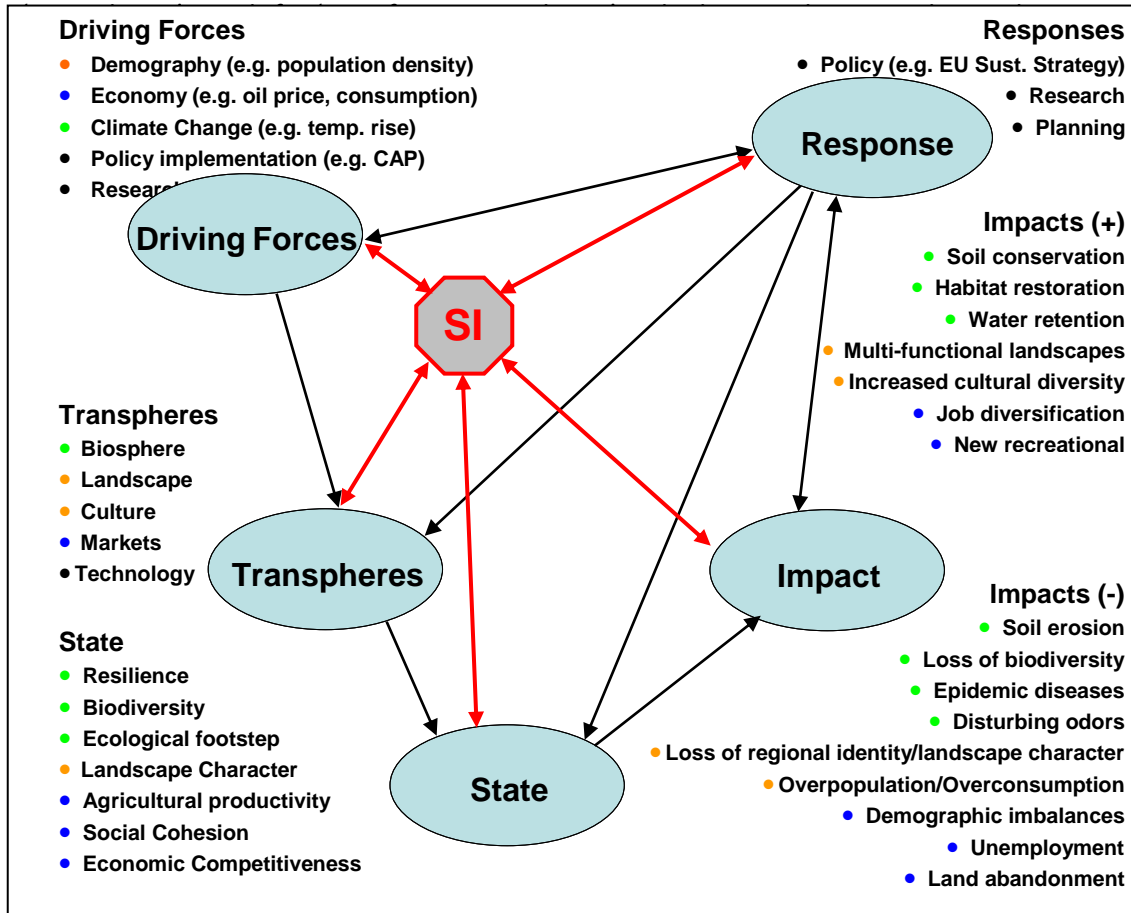 Driving Forces
• Demography (e.g. population density)
• Economy (e.g. oil price, consumption)
• Climate Change (e.g. temp. rise)
• Policy implementation (e.g. CAP)
•
Responses
• Policy (e.g. EU Sust. Strategy)
• Research
• Planning
Response
Driving Forces
SI
Impacts (+)
• Soil conservation
• Habitat restoration
• Water retention
• Multi-functional landscapes
• Increased cultural diversity
• Job diversification
• New recreational
Transpheres
• Biosphere
• Landscape
• Culture
• Markets
• Technology
Transpheres
Impact
State
• Resilience
• Biodiversity
• Ecological footstep
• Landscape Character
• Agricultural productivity
• Social Cohesion
• Economic Competitiveness
State
Impacts (-)
• Soil erosion
• Loss of biodiversity
• Epidemic diseases
• Disturbing odors
• Loss of regional identity/landscape character
• Overpopulation/Overconsumption
• Demographic imbalances
• Unemployment
• Land abandonment